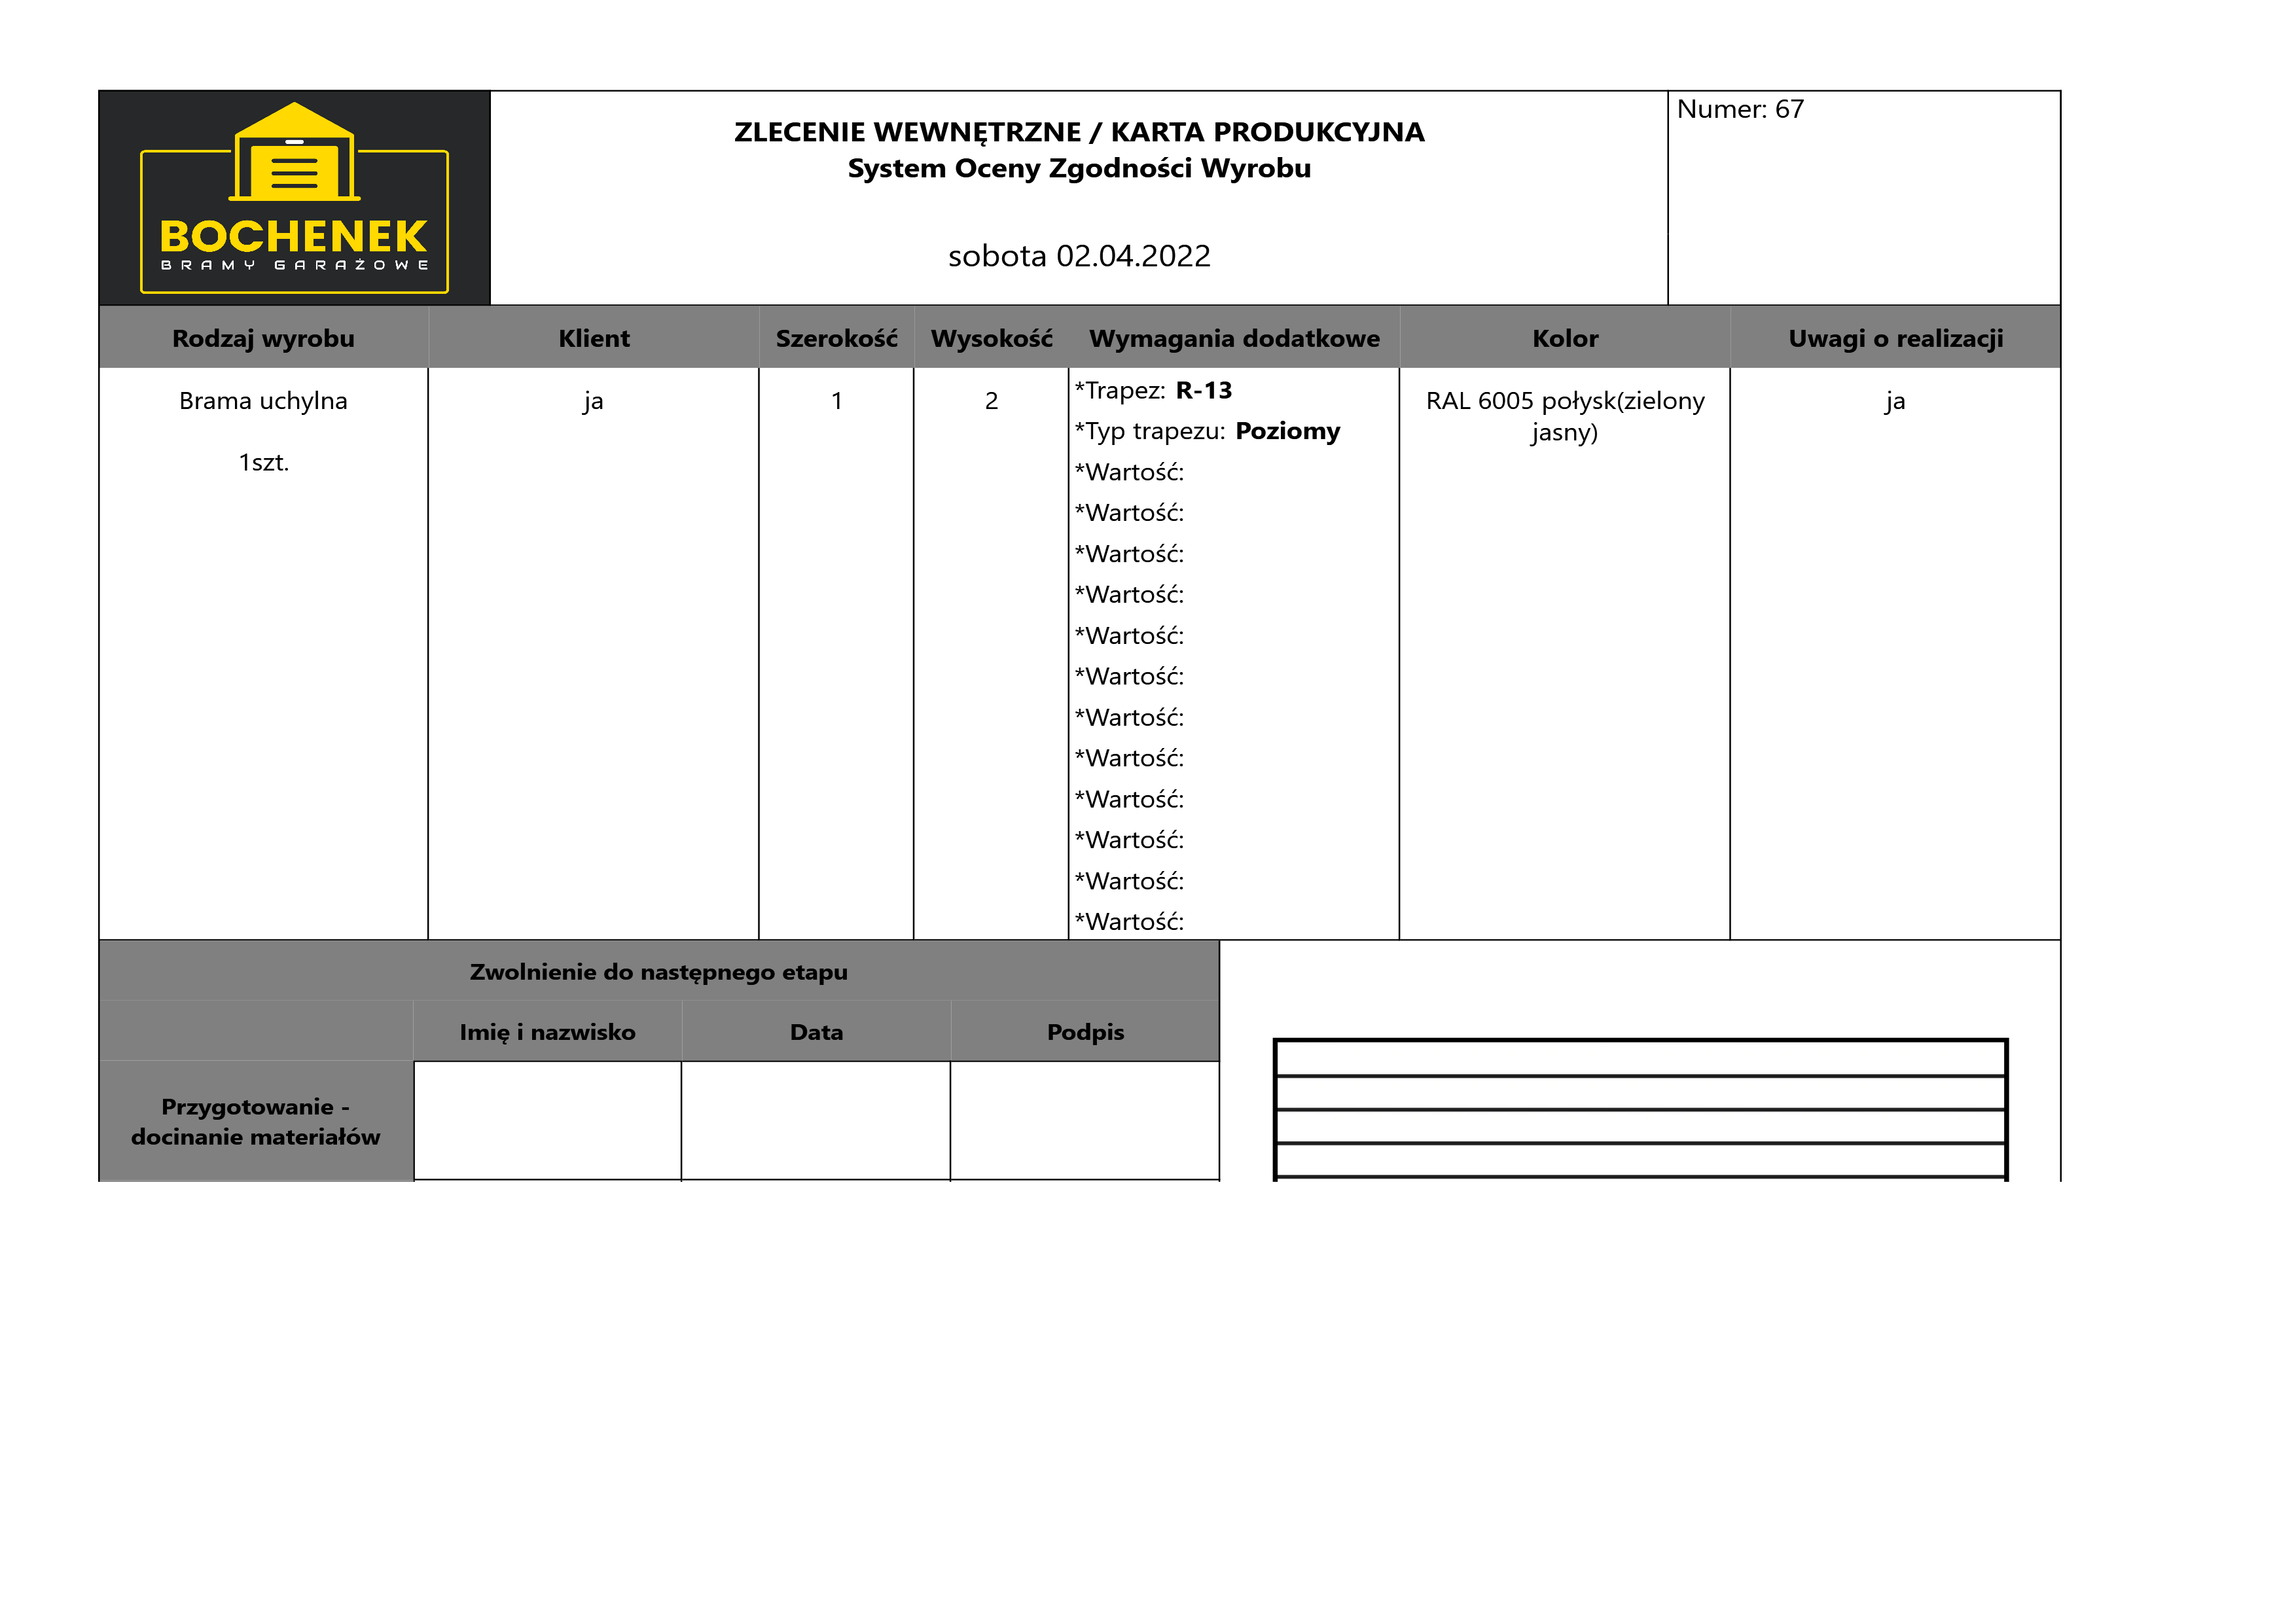 BOCHENEK
BRAMY GARAŻOWE
ZLECENIE WEWNĘTRZNE / KARTA PRODUKCYJNA
System Oceny Zgodności Wyrobu
sobota 02.04.2022
Numer: 67
Rodzaj wyrobu Klient Szerokość Wysokość Wymagania dodatkowe Kolor Uwagi o realizacji
Brama uchylna
1szt.
ja
1
2
*Trapez: R-13
*Typ trapezu: Poziomy
*Wartość:
*Wartość:
*Wartość:
*Wartość:
*Wartość:
*Wartość:
*Wartość:
*Wartość:
*Wartość:
*Wartość:
*Wartość:
*Wartość:
RAL 6005 połysk(zielony
jasny)
ja
Zwolnienie do następnego etapu
Imię i nazwisko Data Podpis
Przygotowanie -
docinanie materiałów